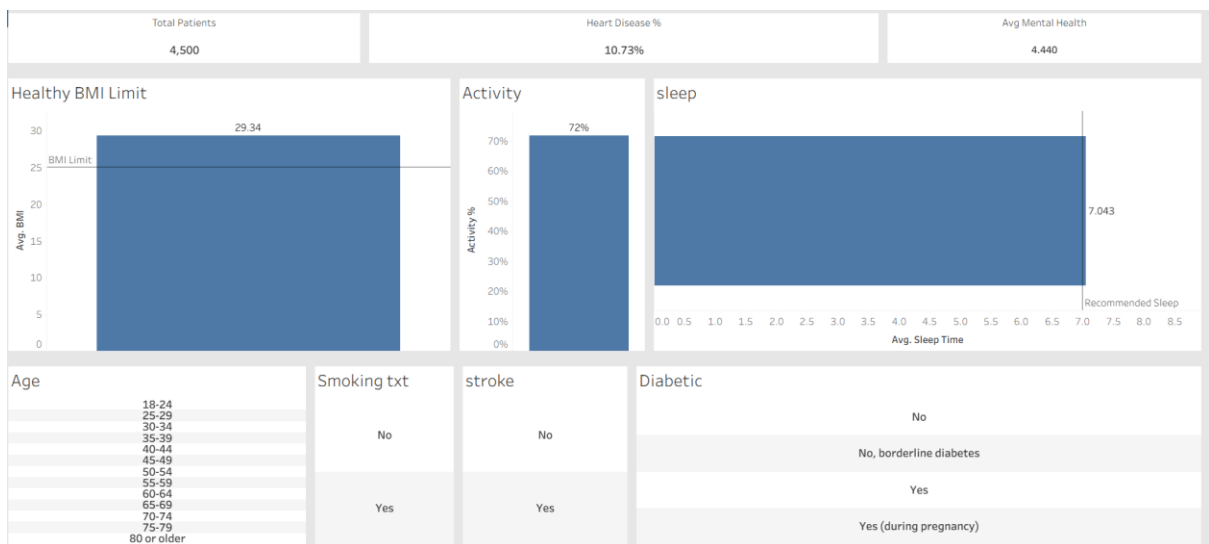 Total Patients
4,500
Heart Disease %
10.73%
Avg Mental Health
4.440
Healthy BMI Limit
30
29.34
BMI Limit
25
20
15
10
5
0
Avg. BMI
Activity
72%
70%
60%
50%
40%
30%
20%
10%
0%
Activity %
sleep
7.043
Recommended Sleep
0.0 0.5 1.0 1.5 2.0 2.5 3.0 3.5 4.0 4.5 5.0 5.5 6.0 6.5 7.0 7.5 8.0 8.5
Avg. Sleep Time
Age
18-24
25-29
30-34
35-39
40-44
45-49
50-54
55-59
60-64
65-69
70-74
75-79
80 or older
Smoking txt
No
Yes
stroke
No
Yes
Diabetic
No
No, borderline diabetes
Yes
Yes (during pregnancy)